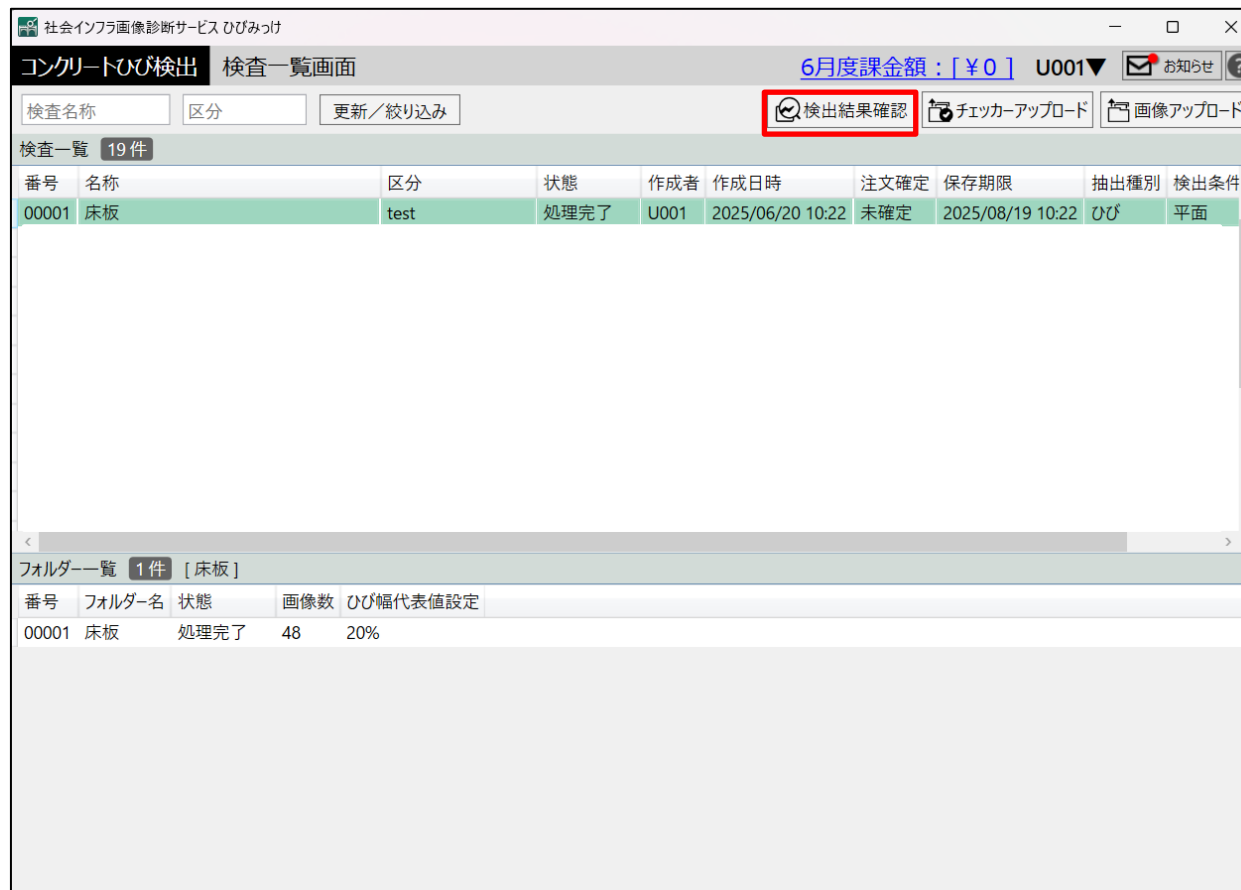 社会インフラ画像診断サービス ひびみっけ
コンクリートひび検出 検査一覧画面 6月度課金額：[ ¥0 ] U001▼ お知らせ ?
検査名称 区分 更新／絞り込み 検出結果確認 チェッカーアップロード 画像アップロード
検査一覧 19件
番号 名称 区分 状態 作成者 作成日時 注文確定 保存期限 抽出種別 検出条件
00001 床板 test 処理完了 U001 2025/06/20 10:22 未確定 2025/08/19 10:22 ひび 平面
フォルダー一覧 1件 [ 床板 ]
番号 フォルダー名 状態 画像数 ひび幅代表値設定
00001 床板 処理完了 48 20%